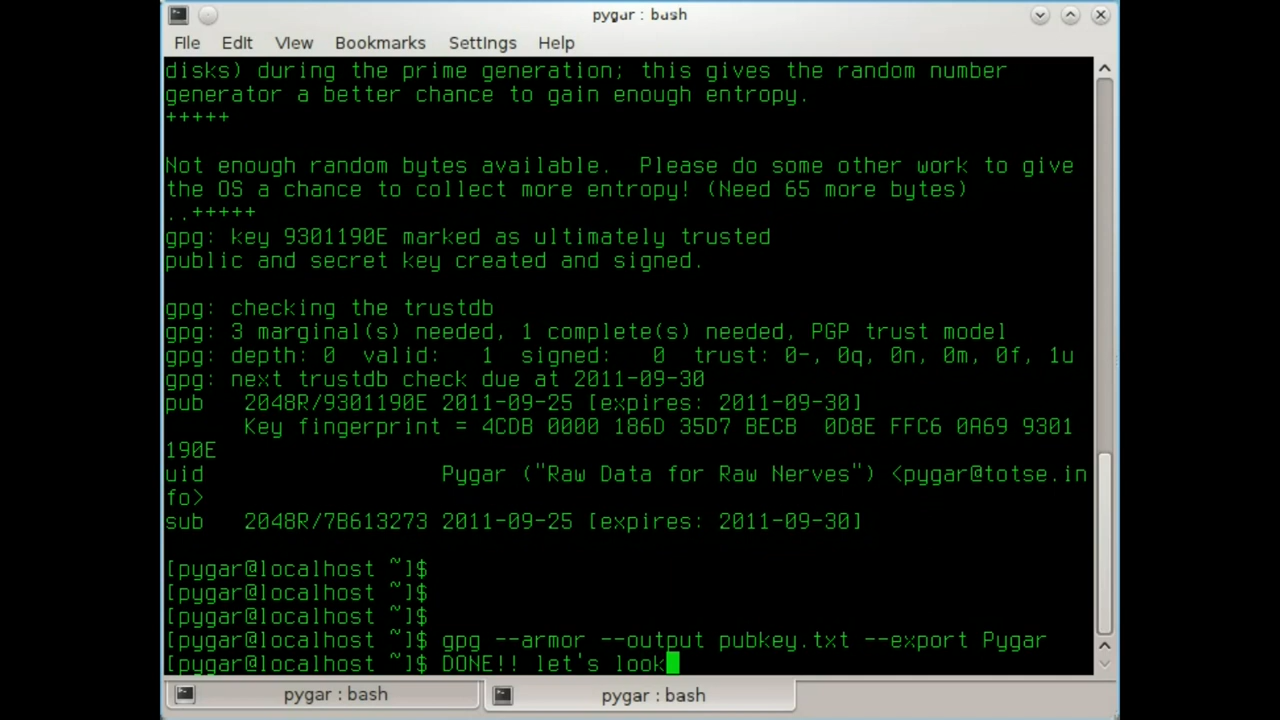 pygar : bash
File Edit View Bookmarks Settings Help
disks) during the prime generation; this gives the random number
generator a better chance to gain enough entropy.
+++++
Not enough random bytes available.  Please do some other work to give
the OS a chance to collect more entropy! (Need 65 more bytes)
..+++++
gpg: key 9301190E marked as ultimately trusted
public and secret key created and signed.
gpg: checking the trustdb
gpg: 3 marginal(s) needed, 1 complete(s) needed, PGP trust model
gpg: depth: 0  valid:   1  signed:   0  trust: 0-, 0q, 0n, 0m, 0f, 1u
gpg: next trustdb check due at 2011-09-30
pub   2048R/9301190E 2011-09-25 [expires: 2011-09-30]
      Key fingerprint = 4CDB 0000 186D 35D7 BECB  0D8E FFC6 0A69 9301
190E
uid                  Pygar ("Raw Data for Raw Nerves") <pygar@totse.in
fo>
sub   2048R/7B613273 2011-09-25 [expires: 2011-09-30]
[pygar@localhost ~]$
[pygar@localhost ~]$
[pygar@localhost ~]$
[pygar@localhost ~]$ gpg --armor --output pubkey.txt --export Pygar
[pygar@localhost ~]$ DONE!! let's look
pygar : bash pygar : bash